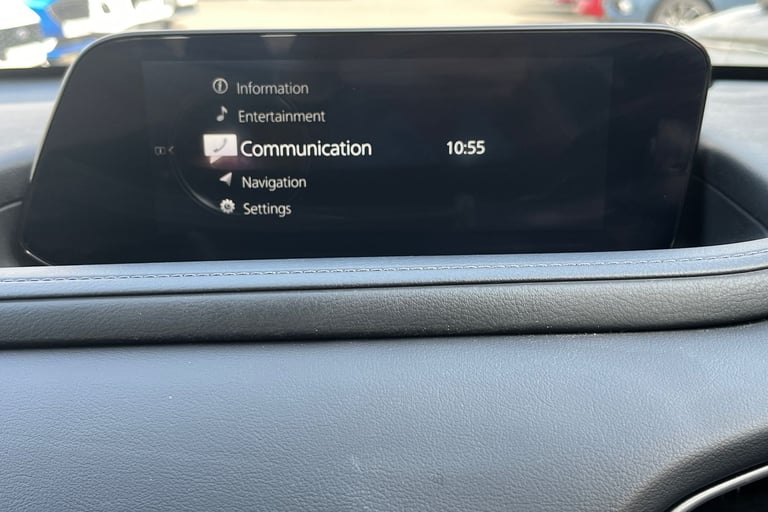 Information
Entertainment
Communication 10:55
Navigation
Settings